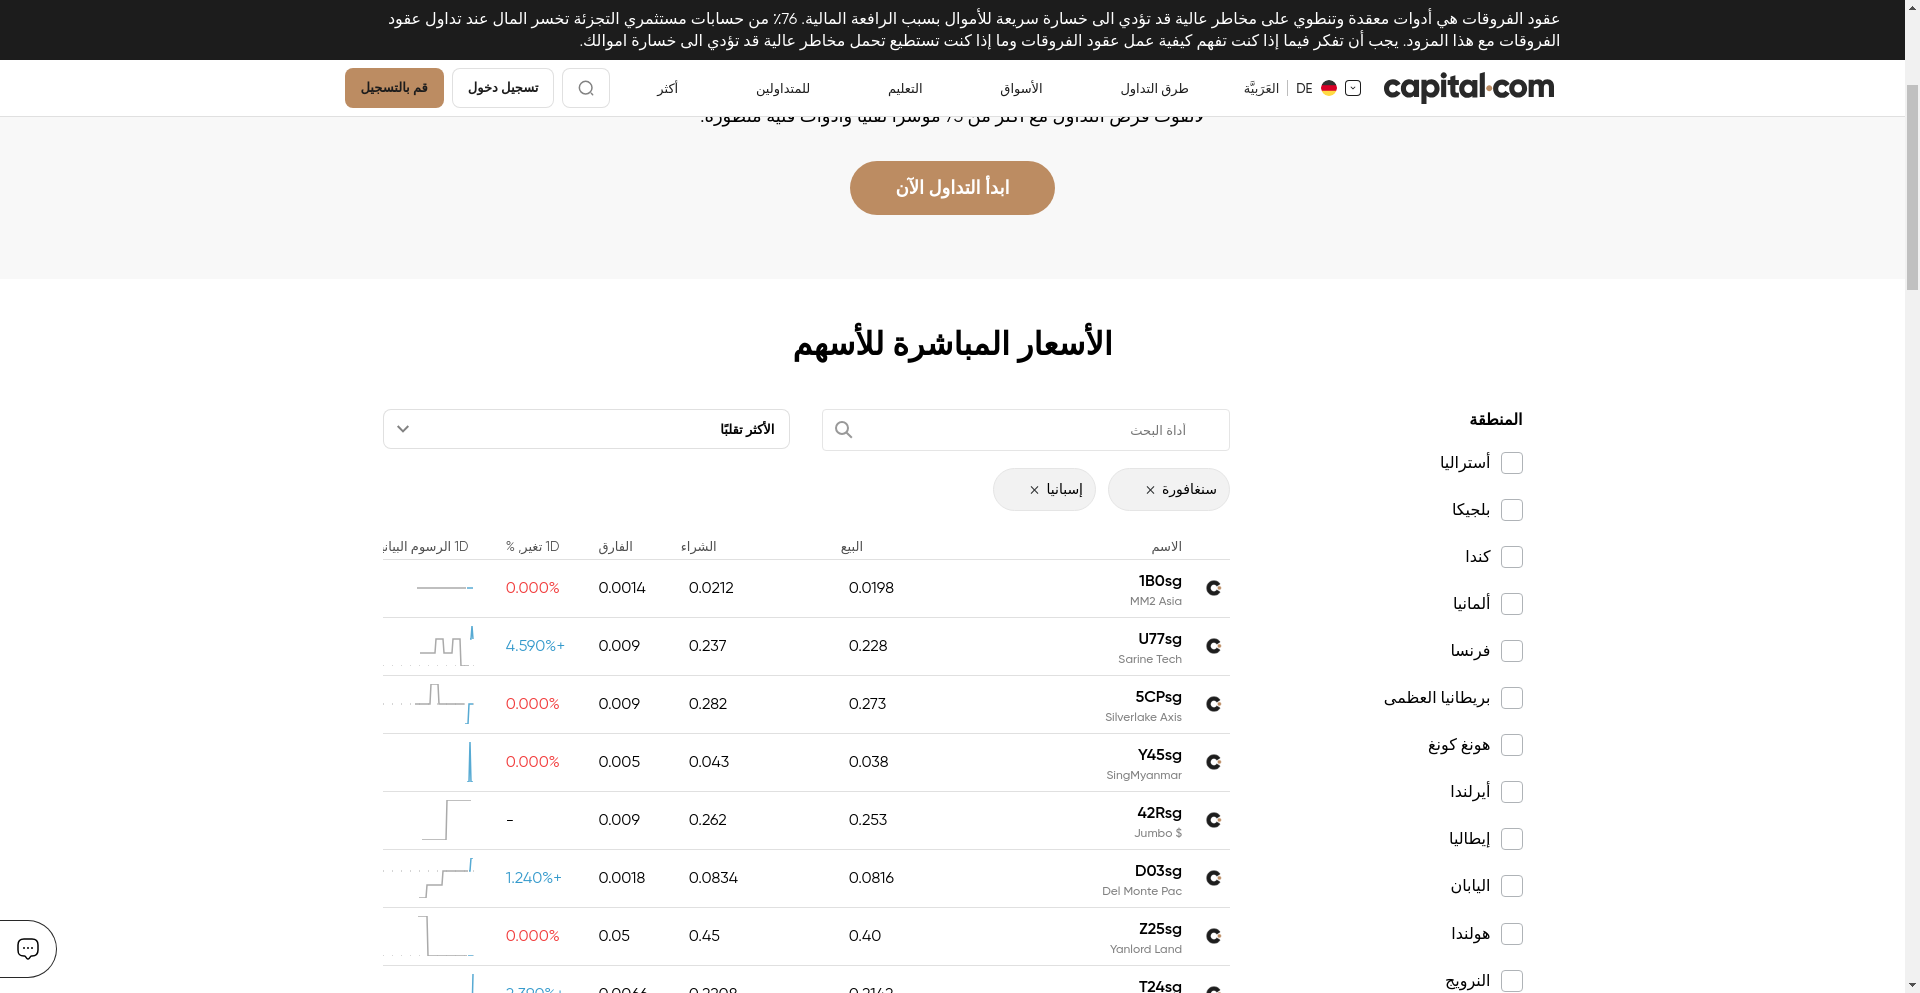 عقود الفروقات هي أدوات معقدة وتنطوي على مخاطر عالية قد تؤدي الى خسارة سريعة للأموال بسبب الرافعة المالية. 76٪ من حسابات مستثمري التجزئة تخسر المال عند تداول عقود
الفروقات مع هذا المزود. يجب أن تفكر فيما إذا كنت تفهم كيفية عمل عقود الفروقات وما إذا كنت تستطيع تحمل مخاطر عالية قد تؤدي الى خسارة اموالك.
capital.com
DE
العَرَبيَّة
طرق التداول
الأسواق
التعليم
للمتداولين
أكثر
تسجيل دخول
قم بالتسجيل
ابدأ التداول الآن
الأسعار المباشرة للأسهم
المنطقة
أستراليا
بلجيكا
كندا
ألمانيا
فرنسا
بريطانيا العظمى
هونغ كونغ
أيرلندا
إيطاليا
اليابان
هولندا
النرويج
أداة البحث
الأكثر تقلبًا
سنغافورة ×
إسبانيا ×
الاسم البيع الشراء الفارق 1D تغير, % 1D الرسوم
1B0sg 0.0198 0.0212 0.0014 0.000%
MM2 Asia
U77sg 0.228 0.237 0.009 4.590%+
Sarine Tech
5CPsg 0.273 0.282 0.009 0.000%
Silverlake Axis
Y45sg 0.038 0.043 0.005 0.000%
SingMyanmar
42Rsg 0.253 0.262 0.009 -
Jumbo $
D03sg 0.0816 0.0834 0.0018 1.240%+
Del Monte Pac
Z25sg 0.40 0.45 0.05 0.000%
Yanlord Land
T24sg